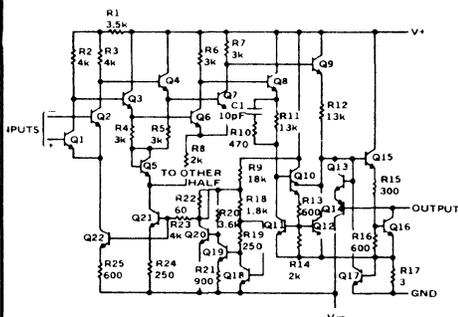 R1
3.5k
V+
R2
4k
R3
4k
R6
3k
R7
3k
Q9
Q4
Q8
Q3
Q7
C1
10pF
R11
13k
R12
13k
Q2
Q6
INPUTS
R4
3k
R5
3k
R10
470
Q1
R8
2k
Q15
Q5
TO OTHER
HALF
R9
18k
Q13
Q10
R15
300
R22
60
R18
1.8k
R13
600
Q14
OUTPUT
Q21
R23
4k
R20
3.6k
Q11
Q12
Q16
Q22
Q20
R19
250
R16
600
Q19
R14
2k
R25
600
R24
250
R21
900
Q18
Q17
R17
3
GND